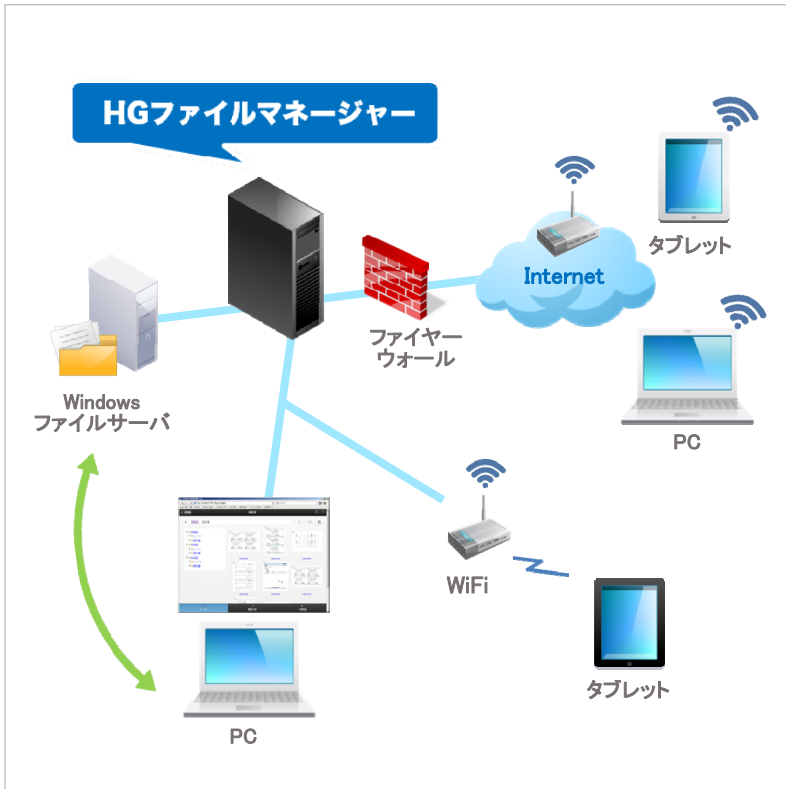 HGファイルマネージャー
タブレット
Internet
ファイヤー
ウォール
Windows
ファイルサーバ
PC
WiFi
タブレット
PC